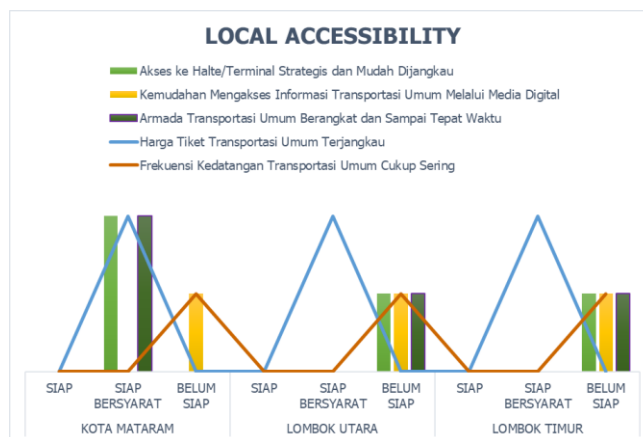 LOCAL ACCESSIBILITY
Akses ke Halte/Terminal Strategis dan Mudah Dijangkau
Kemudahan Mengakses Informasi Transportasi Umum Melalui Media Digital
Armada Transportasi Umum Berangkat dan Sampai Tepat Waktu
Harga Tiket Transportasi Umum Terjangkau
Frekuensi Kedatangan Transportasi Umum Cukup Sering
SIAP
SIAP
BERSYARAT
BELUM
SIAP
SIAP
SIAP
BERSYARAT
BELUM
SIAP
SIAP
SIAP
BERSYARAT
BELUM
SIAP
KOTA MATARAM
LOMBOK UTARA
LOMBOK TIMUR